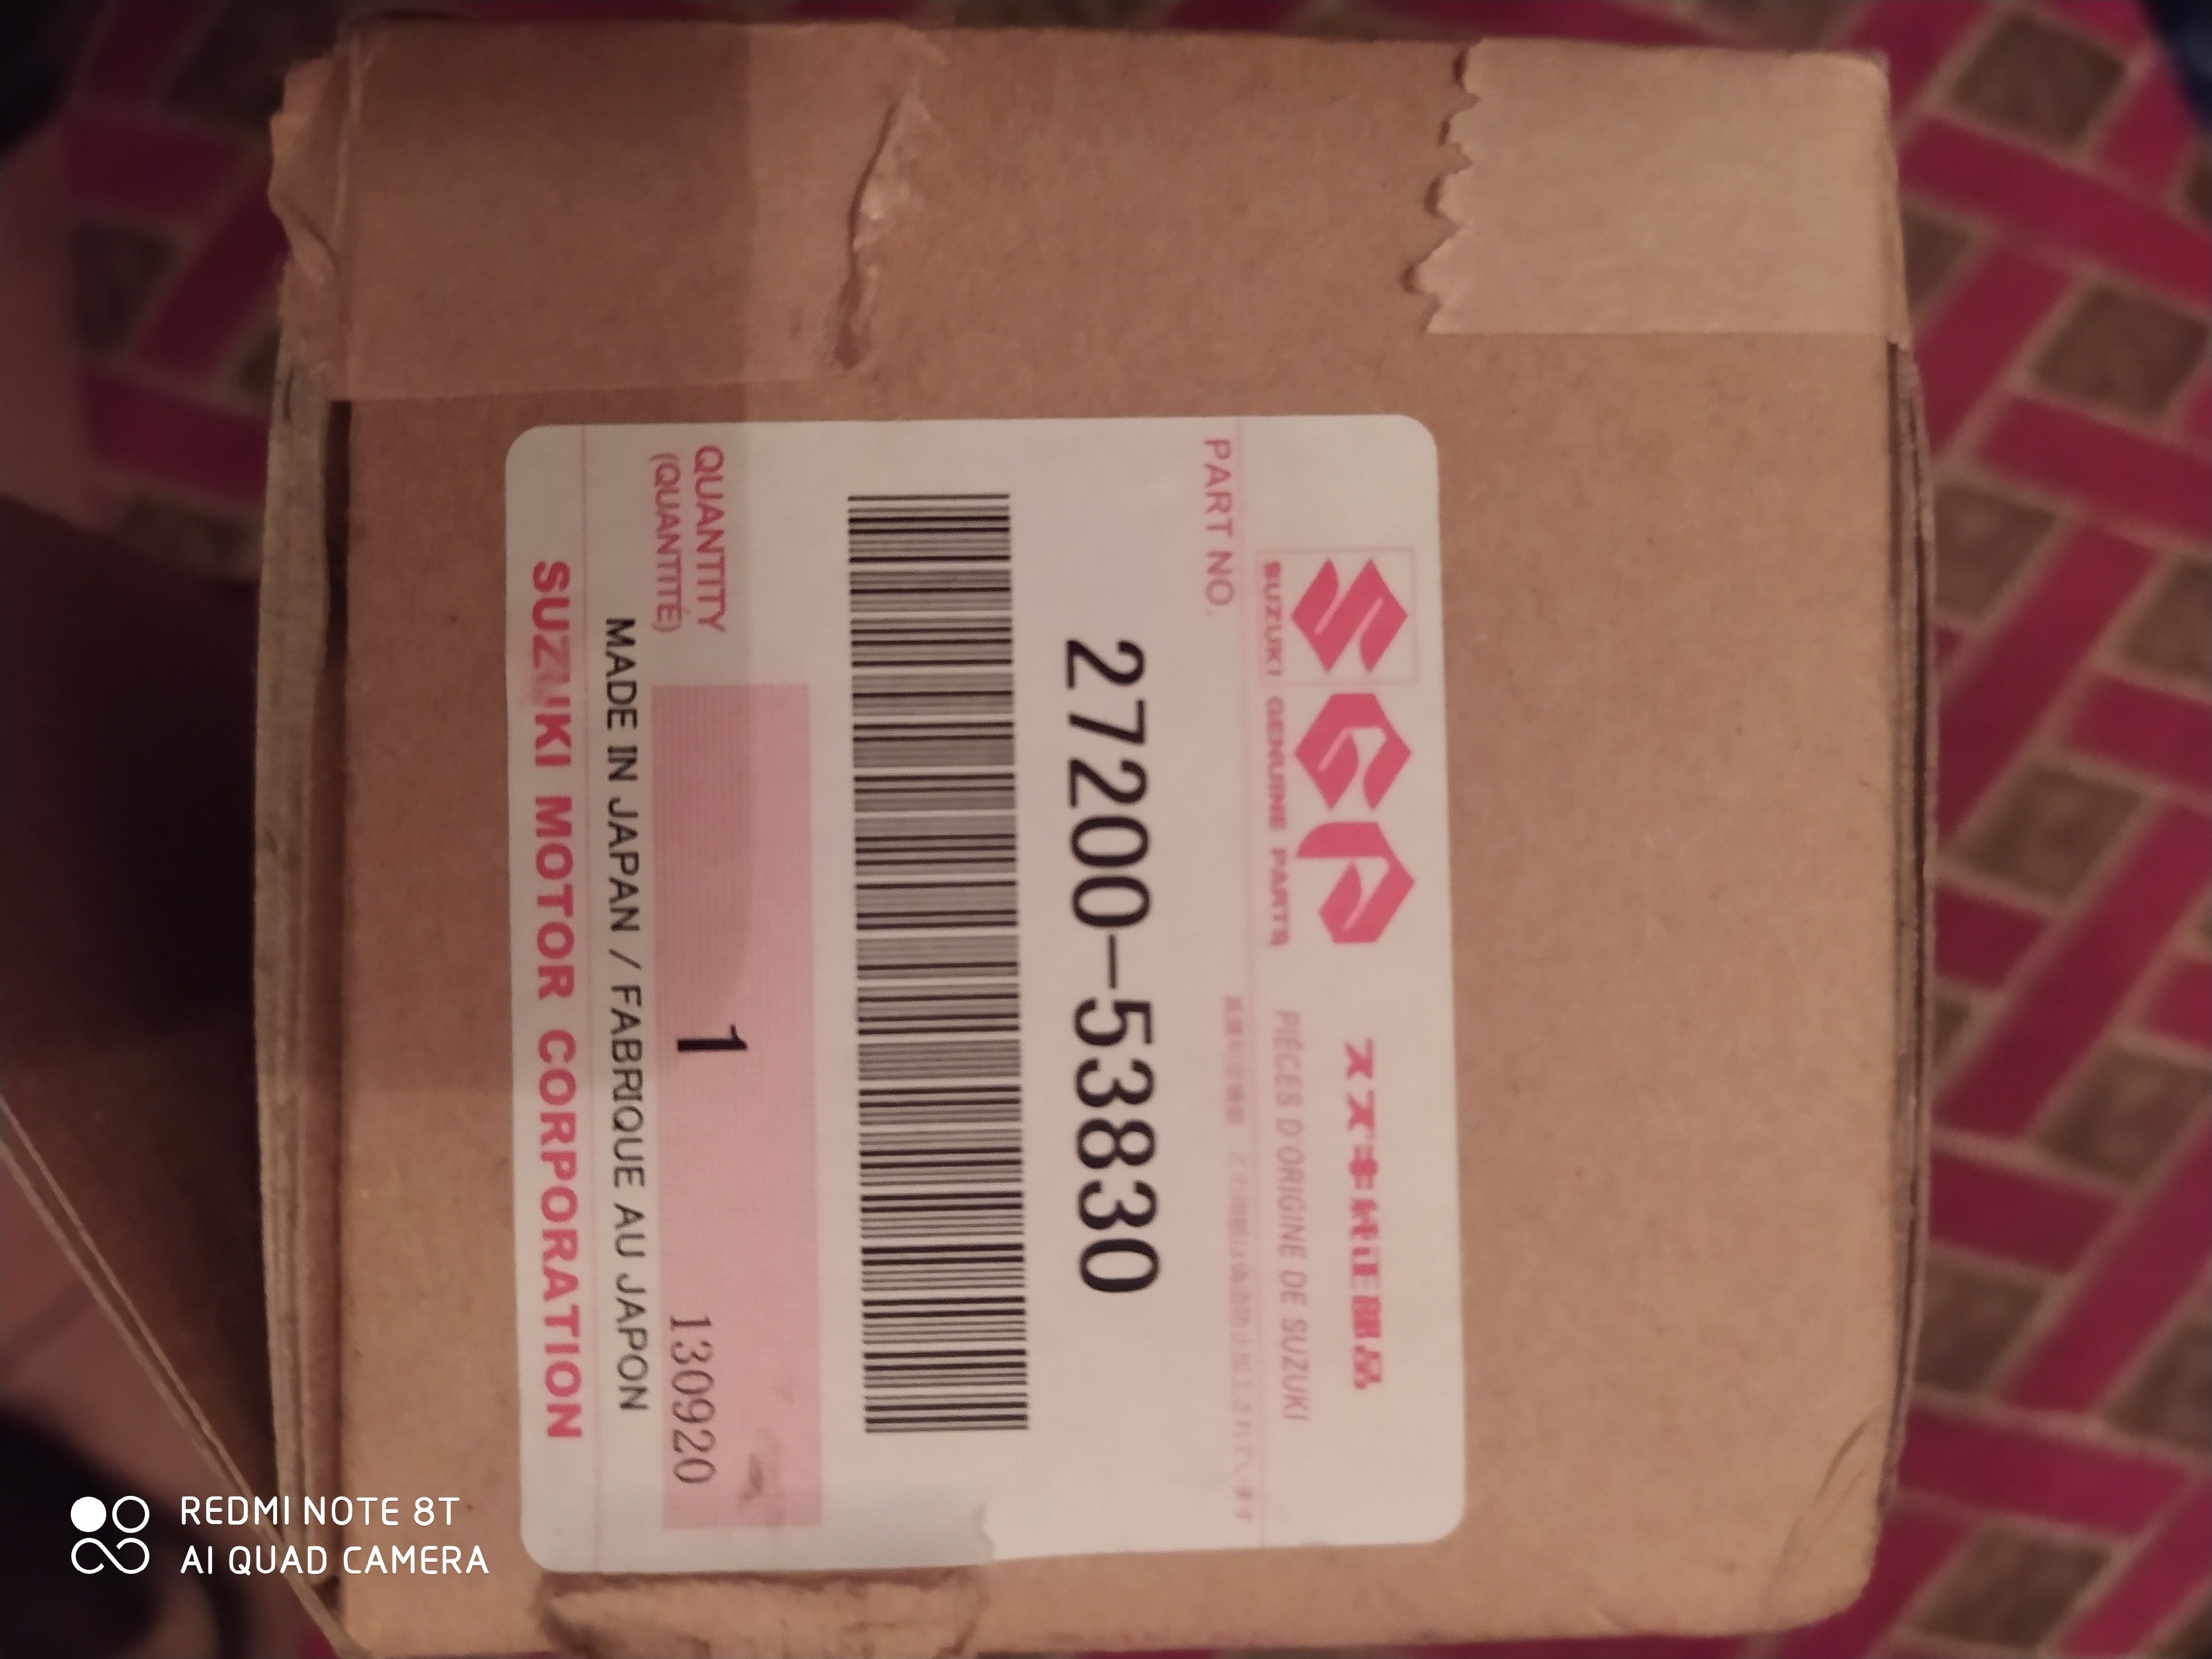 SGP
スズキ純正部品
SUZUKI GENUINE PARTS
PIÈCES D'ORIGINE DE SUZUKI
PART NO.
27200-53830
QUANTITY
(QUANTITÉ)
1
130920
MADE IN JAPAN / FABRIQUE AU JAPON
SUZUKI MOTOR CORPORATION
REDMI NOTE 8T
AI QUAD CAMERA